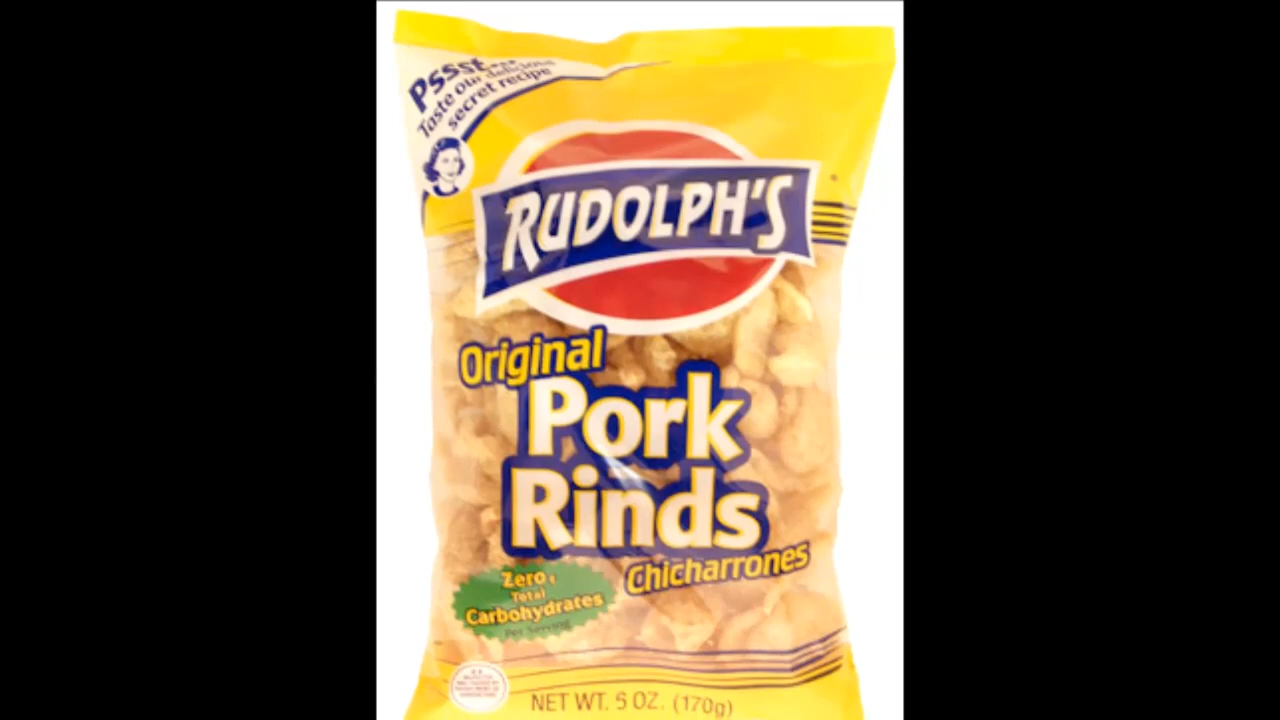 Pssst...
Taste our delicious
secret recipe
RUDOLPH'S
Original
Pork
Rinds
Chicharrones
Zero
Total
Carbohydrates
Per Serving
NET WT. 6 OZ. (170g)